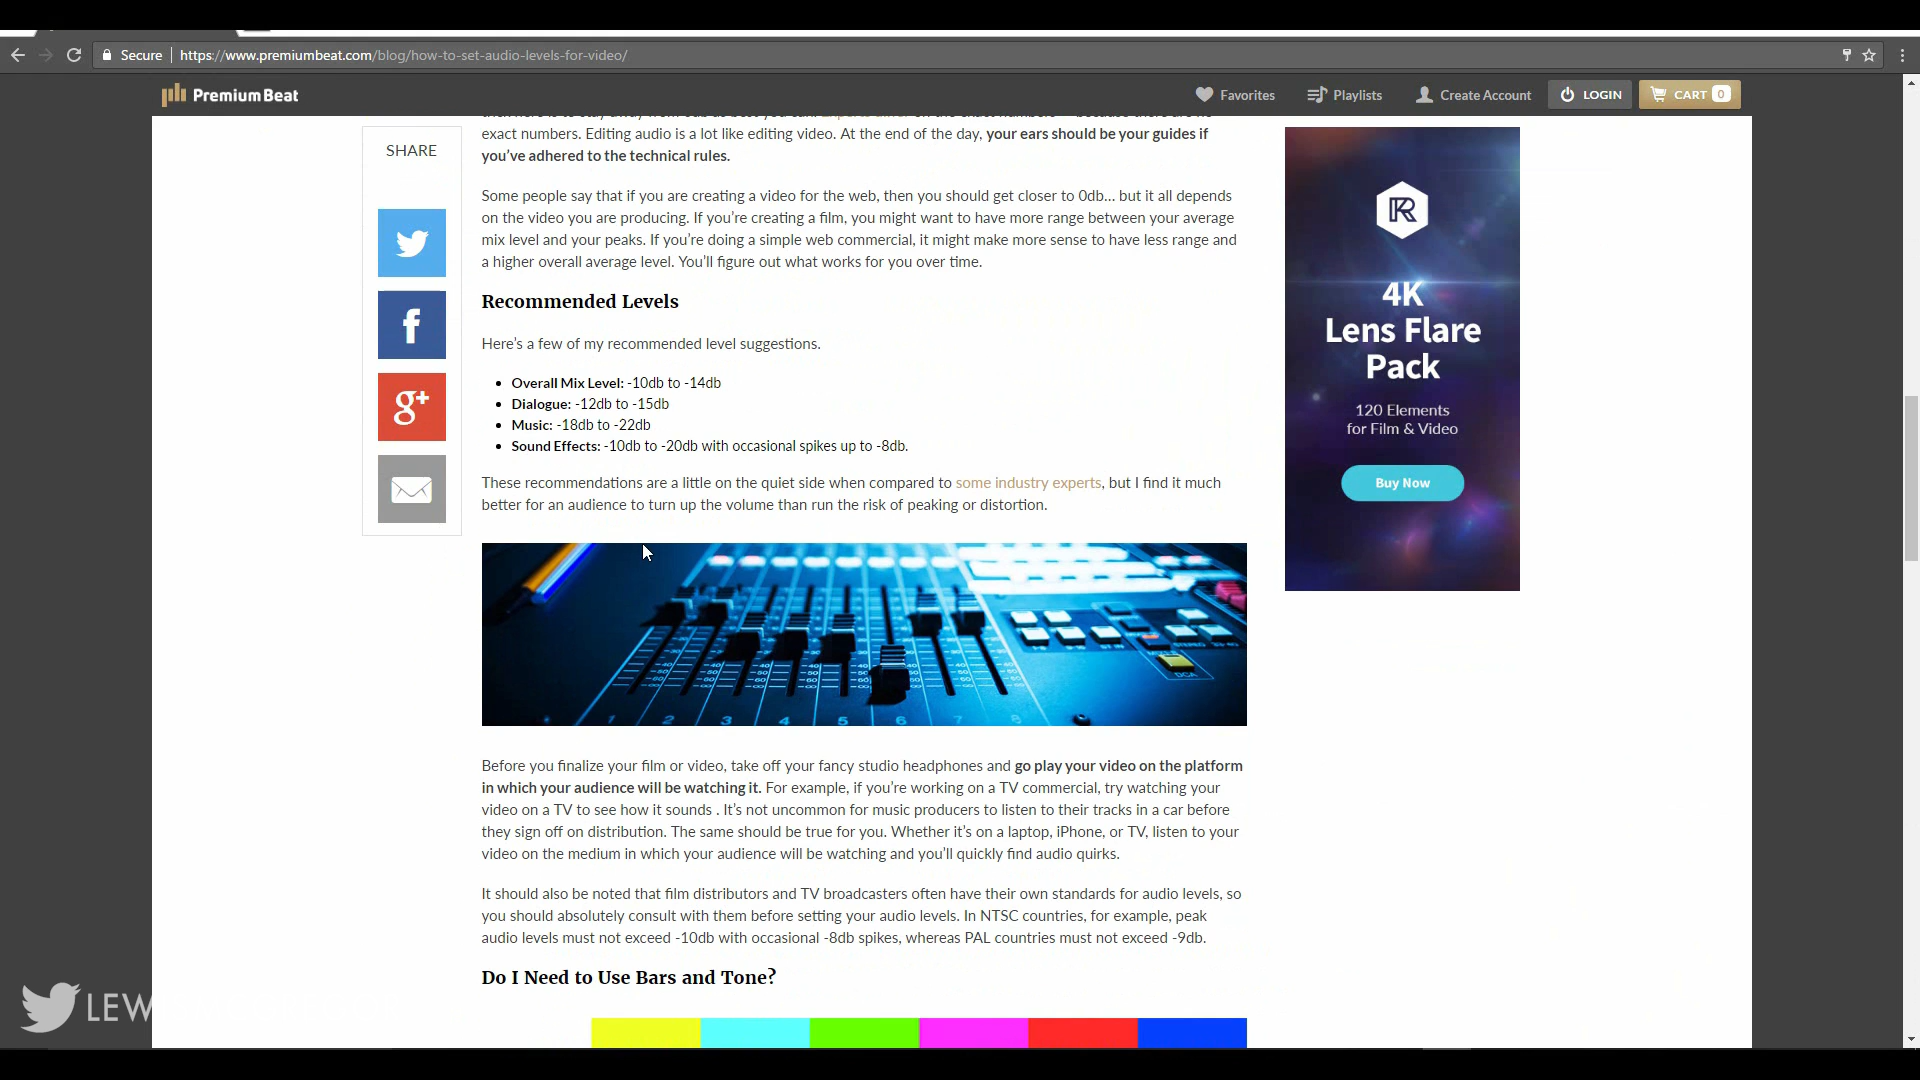 Secure
https://www.premiumbeat.com/blog/how-to-set-audio-levels-for-video/
PremiumBeat
Favorites
Playlists
Create Account
LOGIN
CART 0
SHARE
exact numbers. Editing audio is a lot like editing video. At the end of the day, your ears should be your guides if
you've adhered to the technical rules.
Some people say that if you are creating a video for the web, then you should get closer to 0db... but it all depends
on the video you are producing. If you're creating a film, you might want to have more range between your average
mix level and your peaks. If you're doing a simple web commercial, it might make more sense to have less range and
a higher overall average level. You'll figure out what works for you over time.
Recommended Levels
Here's a few of my recommended level suggestions.
Overall Mix Level: -10db to -14db
Dialogue: -12db to -15db
Music: -18db to -22db
Sound Effects: -10db to -20db with occasional spikes up to -8db.
These recommendations are a little on the quiet side when compared to some industry experts, but I find it much
better for an audience to turn up the volume than run the risk of peaking or distortion.
1 2 3 4 5 6 7 8
DCA
Before you finalize your film or video, take off your fancy studio headphones and go play your video on the platform
in which your audience will be watching it. For example, if you're working on a TV commercial, try watching your
video on a TV to see how it sounds . It's not uncommon for music producers to listen to their tracks in a car before
they sign off on distribution. The same should be true for you. Whether it's on a laptop, iPhone, or TV, listen to your
video on the medium in which your audience will be watching and you'll quickly find audio quirks.
It should also be noted that film distributors and TV broadcasters often have their own standards for audio levels, so
you should absolutely consult with them before setting your audio levels. In NTSC countries, for example, peak
audio levels must not exceed -10db with occasional -8db spikes, whereas PAL countries must not exceed -9db.
Do I Need to Use Bars and Tone?
4K
Lens Flare
Pack
120 Elements
for Film & Video
Buy Now
LEW